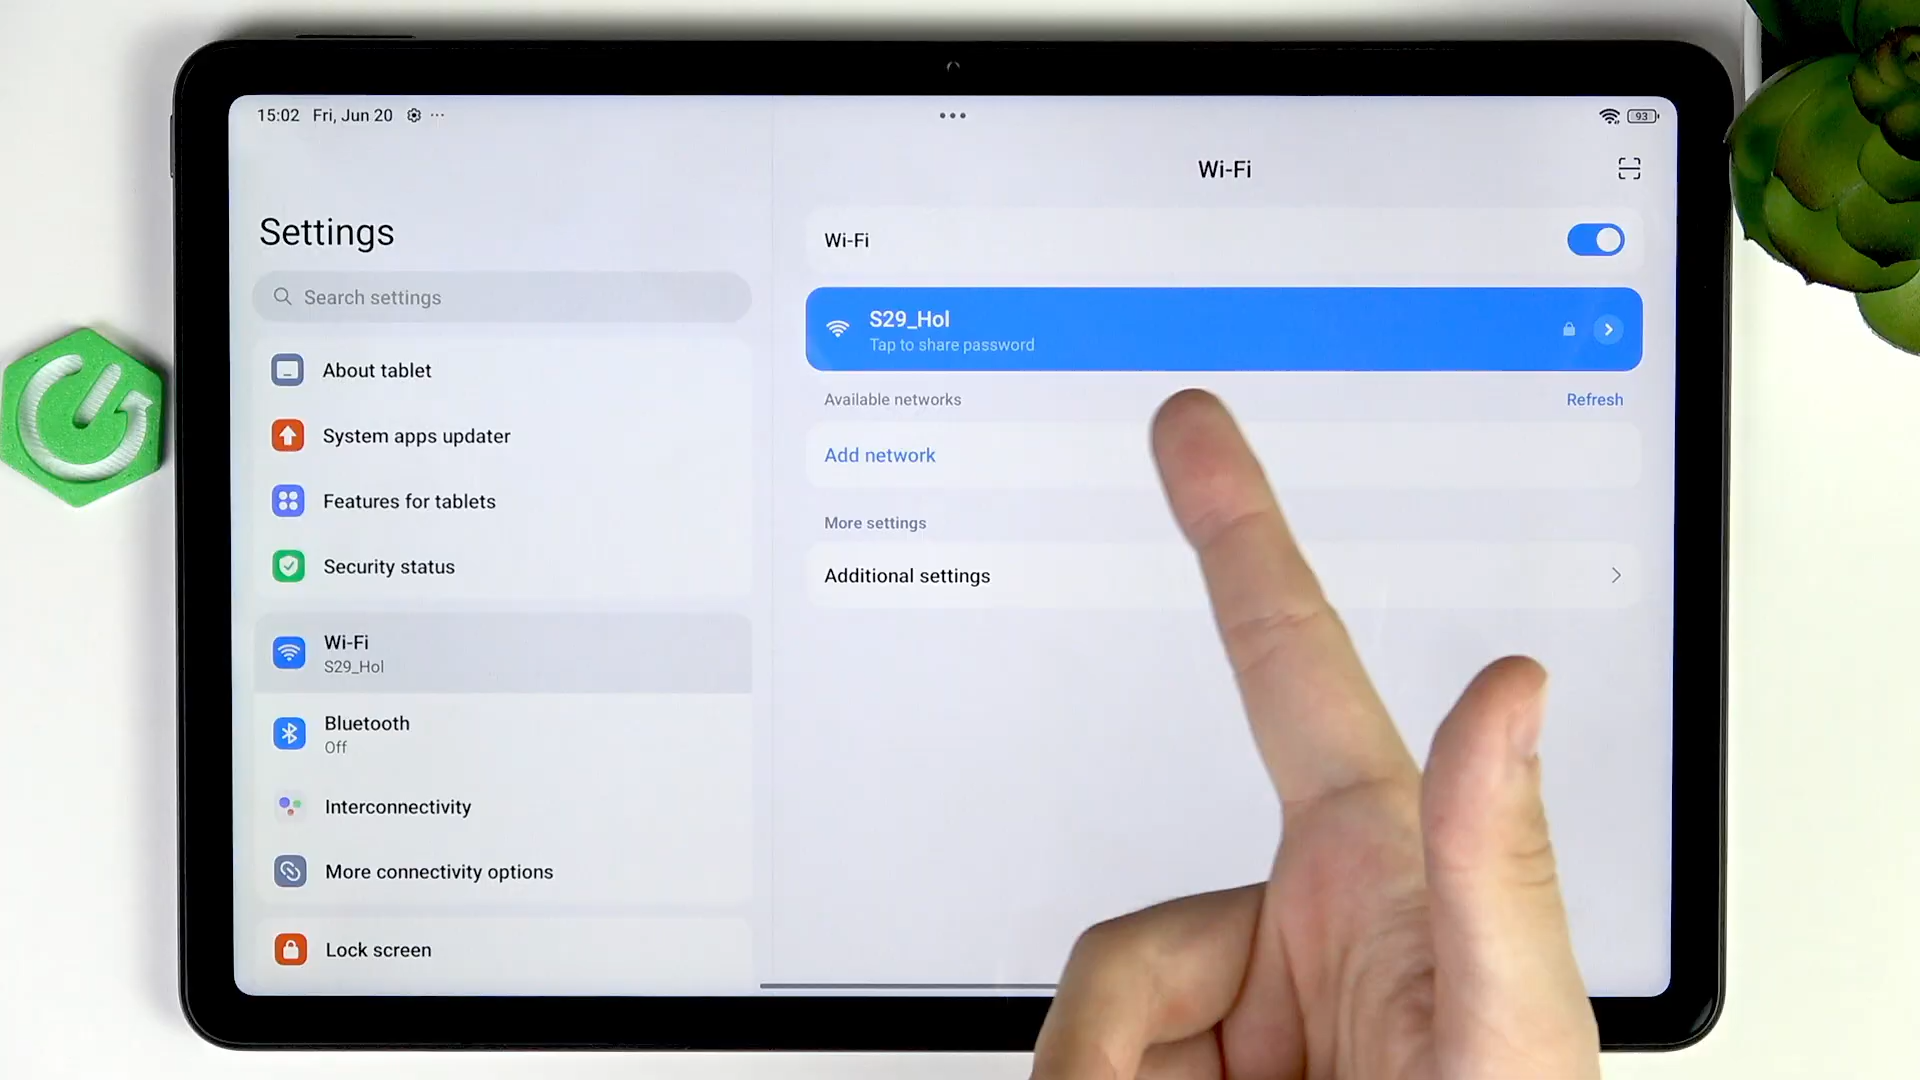 15:02 Fri, Jun 20
93
Settings
Search settings
About tablet
System apps updater
Features for tablets
Security status
Wi-Fi
S29_Hol
Bluetooth
Off
Interconnectivity
More connectivity options
Lock screen
Wi-Fi
Wi-Fi
S29_Hol
Tap to share password
Available networks
Refresh
Add network
More settings
Additional settings